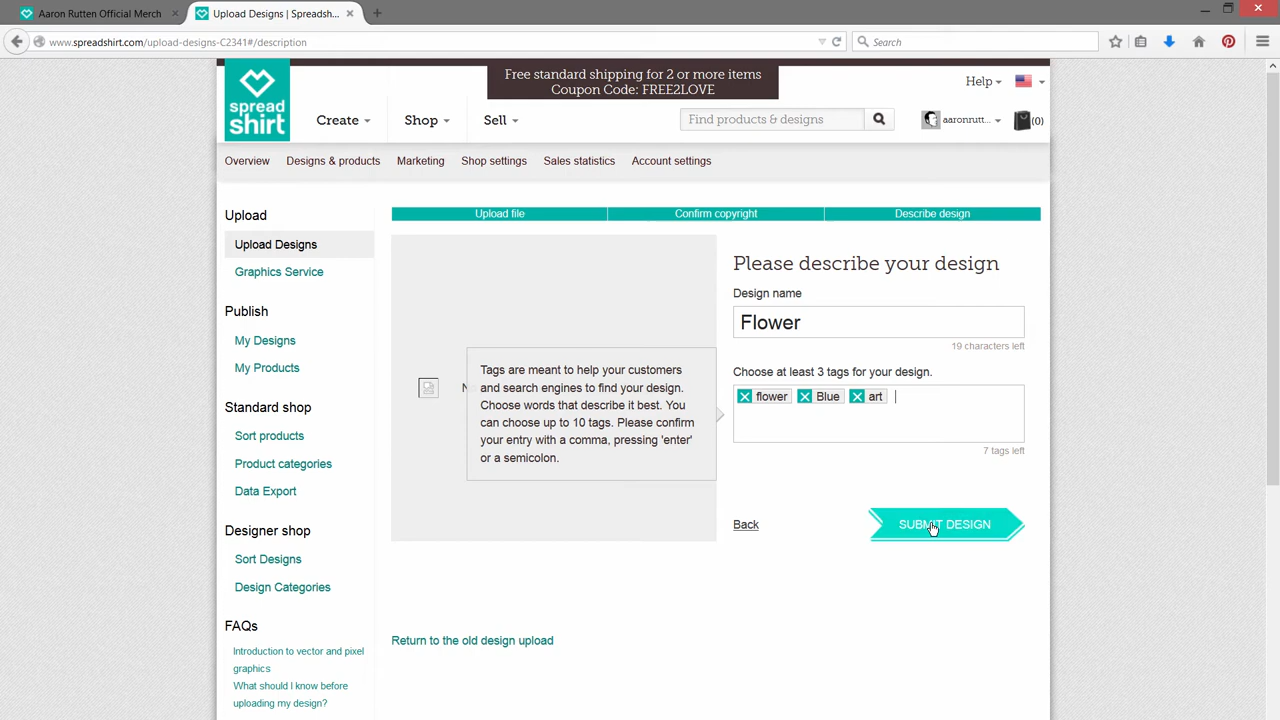 Aaron Rutten Official Merch
Upload Designs | Spreadsh...
www.spreadshirt.com/upload-designs-C2341#/description
Search
Free standard shipping for 2 or more items
Coupon Code: FREE2LOVE
Help
spread
shirt
Create
Shop
Sell
Find products & designs
aaronrutt...
(0)
Overview
Designs & products
Marketing
Shop settings
Sales statistics
Account settings
Upload
Upload Designs
Graphics Service
Publish
My Designs
My Products
Standard shop
Sort products
Product categories
Data Export
Designer shop
Sort Designs
Design Categories
FAQs
Introduction to vector and pixel
graphics
What should I know before
uploading my design?
Upload file
Confirm copyright
Describe design
Tags are meant to help your customers
and search engines to find your design.
Choose words that describe it best. You
can choose up to 10 tags. Please confirm
your entry with a comma, pressing 'enter'
or a semicolon.
Please describe your design
Design name
Flower
19 characters left
Choose at least 3 tags for your design.
flower Blue art
7 tags left
Back
SUBMIT DESIGN
Return to the old design upload